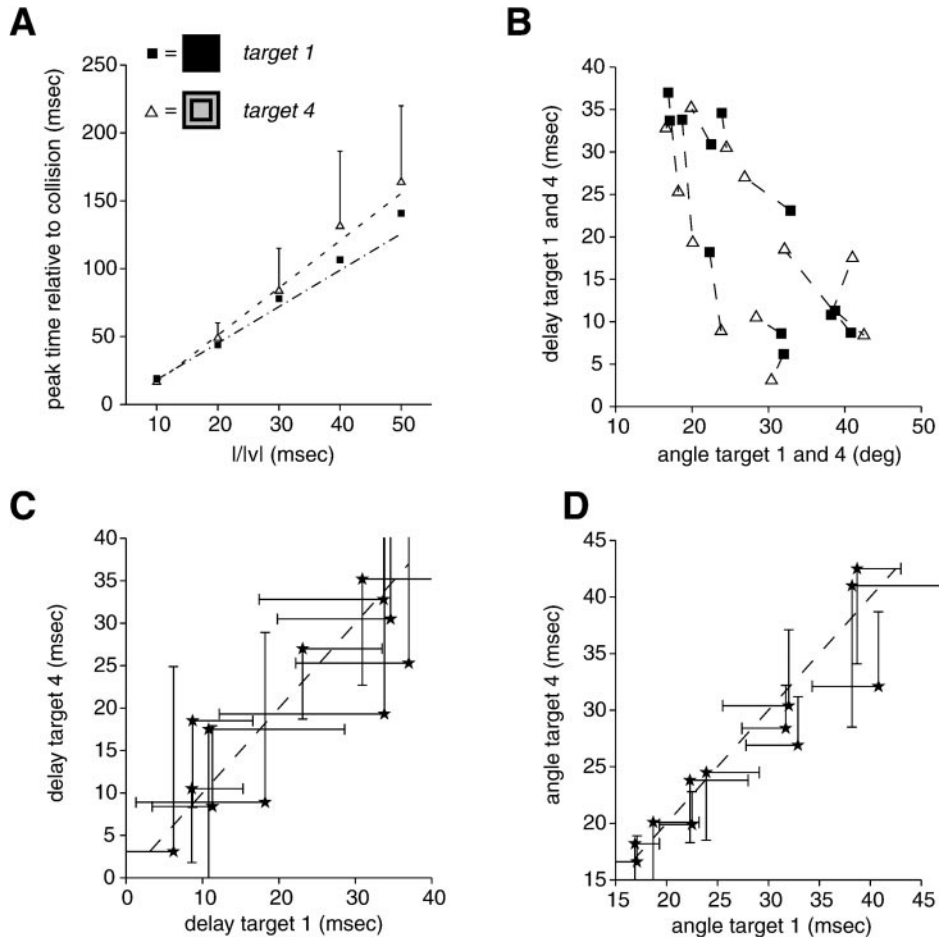 A
= target 1
= target 4
peak time relative to collision (msec)
250
200
150
100
50
0
10 20 30 40 50
l/lvl (msec)
B
delay target 1 and 4 (msec)
40
35
30
25
20
15
10
5
0
10 20 30 40 50
angle target 1 and 4 (deg)
C
delay target 4 (msec)
40
35
30
25
20
15
10
5
0
0 10 20 30 40
delay target 1 (msec)
D
angle target 4 (msec)
45
40
35
30
25
20
15
15 20 25 30 35 40 45
angle target 1 (msec)